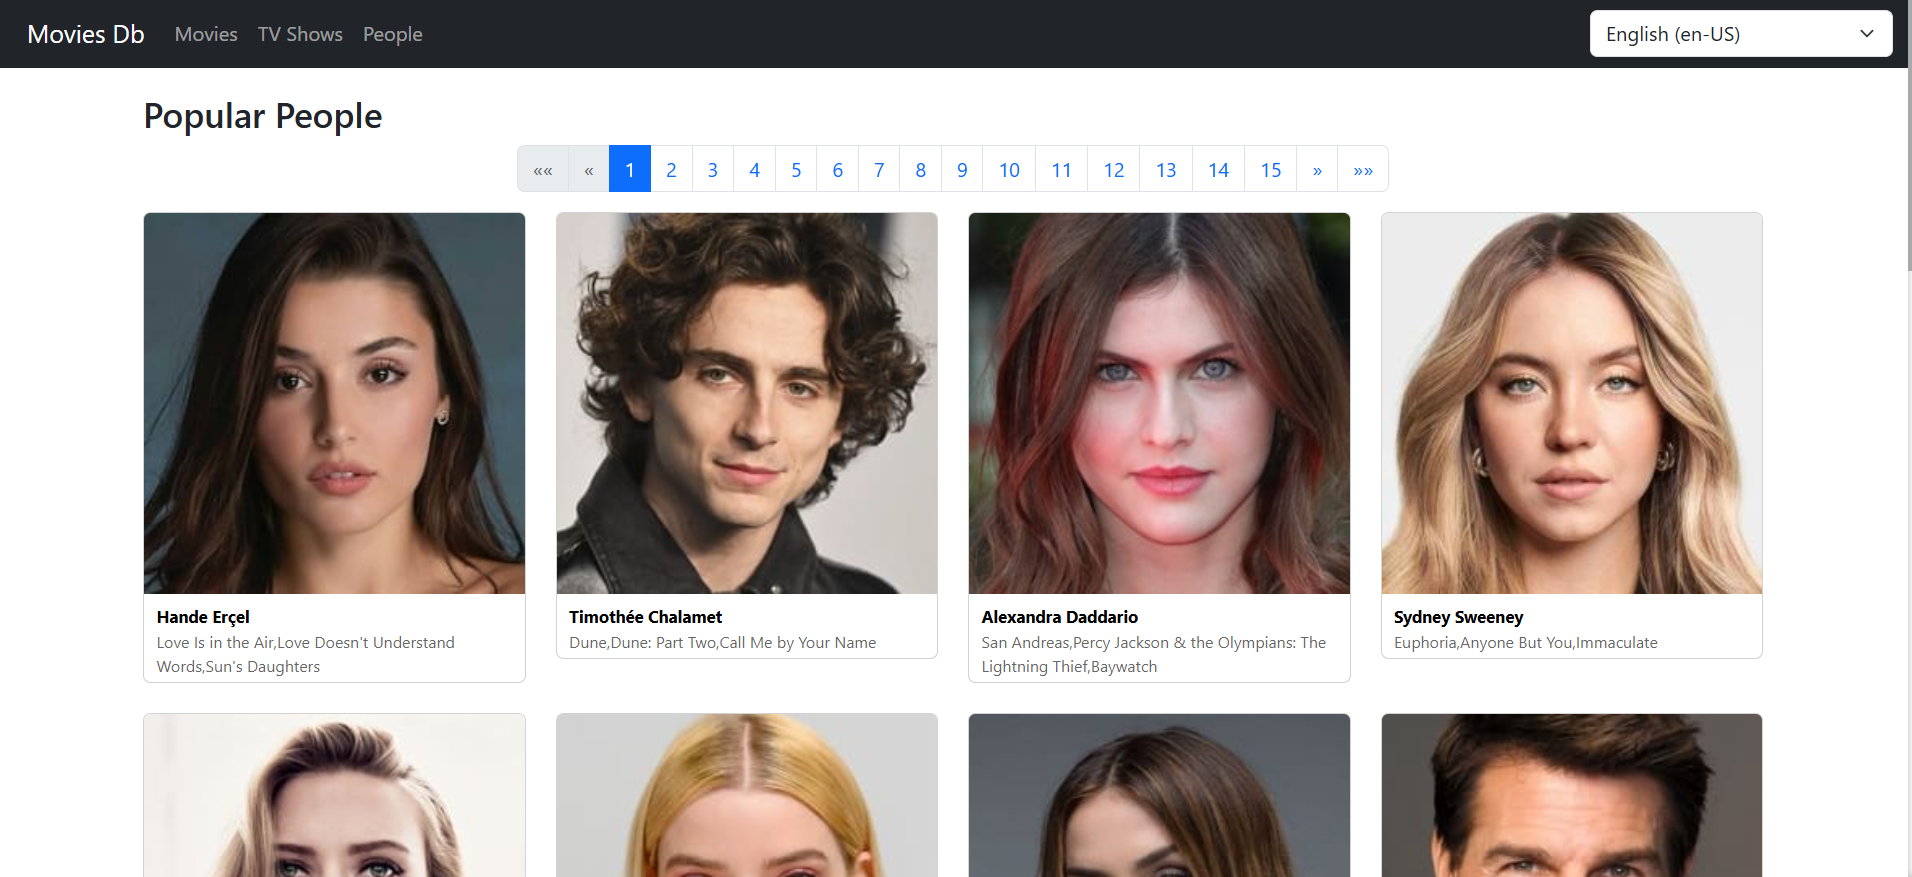 Movies Db Movies TV Shows People English (en-US)
Popular People
«« « 1 2 3 4 5 6 7 8 9 10 11 12 13 14 15 » »»
Hande Erçel
Love Is in the Air,Love Doesn't Understand
Words,Sun's Daughters
Timothée Chalamet
Dune,Dune: Part Two,Call Me by Your Name
Alexandra Daddario
San Andreas,Percy Jackson & the Olympians: The
Lightning Thief,Baywatch
Sydney Sweeney
Euphoria,Anyone But You,Immaculate